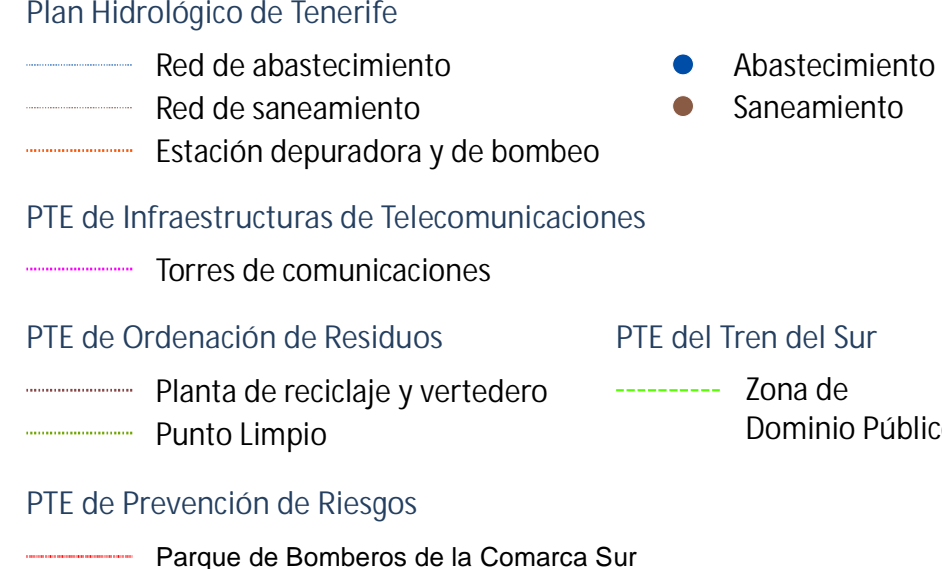 Plan Hidrológico de Tenerife
Red de abastecimiento
Abastecimiento
Red de saneamiento
Saneamiento
Estación depuradora y de bombeo
PTE de Infraestructuras de Telecomunicaciones
Torres de comunicaciones
PTE de Ordenación de Residuos
Planta de reciclaje y vertedero
Punto Limpio
PTE del Tren del Sur
Zona de
Dominio Públic
PTE de Prevención de Riesgos
Parque de Bomberos de la Comarca Sur